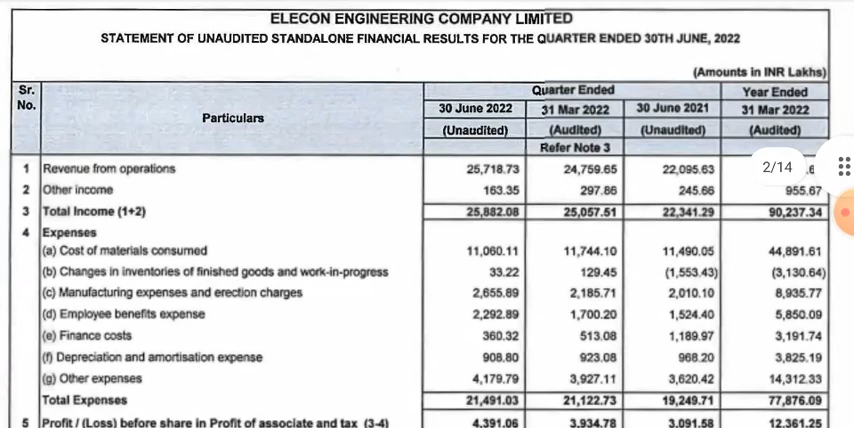 ELECON ENGINEERING COMPANY LIMITED
STATEMENT OF UNAUDITED STANDALONE FINANCIAL RESULTS FOR THE QUARTER ENDED 30TH JUNE, 2022
(Amounts in INR Lakhs)
Sr. No. Particulars Quarter Ended Year Ended
30 June 2022 31 Mar 2022 30 June 2021 31 Mar 2022
(Unaudited) (Audited) (Unaudited) (Audited)
Refer Note 3
1 Revenue from operations 25,718.73 24,759.65 22,095.63
2/14
2 Other income 163.35 297.86 245.66 955.67
3 Total Income (1+2) 25,882.08 25,057.51 22,341.29 90,237.34
4 Expenses
(a) Cost of materials consumed 11,060.11 11,744.10 11,490.05 44,891.61
(b) Changes in inventories of finished goods and work-in-progress 33.22 129.45 (1,553.43) (3,130.64)
(c) Manufacturing expenses and erection charges 2,655.89 2,185.71 2,010.10 8,935.77
(d) Employee benefits expense 2,292.89 1,700.20 1,524.40 5,850.09
(e) Finance costs 360.32 513.08 1,189.97 3,191.74
(f) Depreciation and amortisation expense 908.80 923.08 968.20 3,825.19
(g) Other expenses 4,179.79 3,927.11 3,620.42 14,312.33
Total Expenses 21,491.03 21,122.73 19,249.71 77,876.09
5 Profit / (Loss) before share in Profit of associate and tax (3-4) 4,391.06 3,934.78 3,091.58 12,361.25